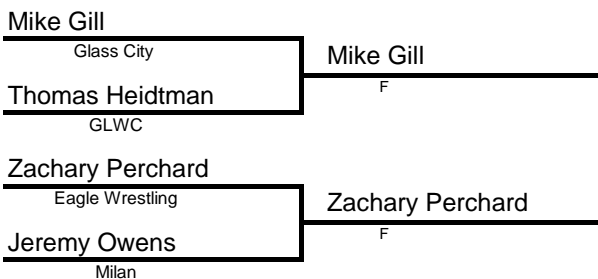 Mike Gill
Glass City
Mike Gill
F
Thomas Heidtman
GLWC
Zachary Perchard
Eagle Wrestling
Zachary Perchard
F
Jeremy Owens
Milan